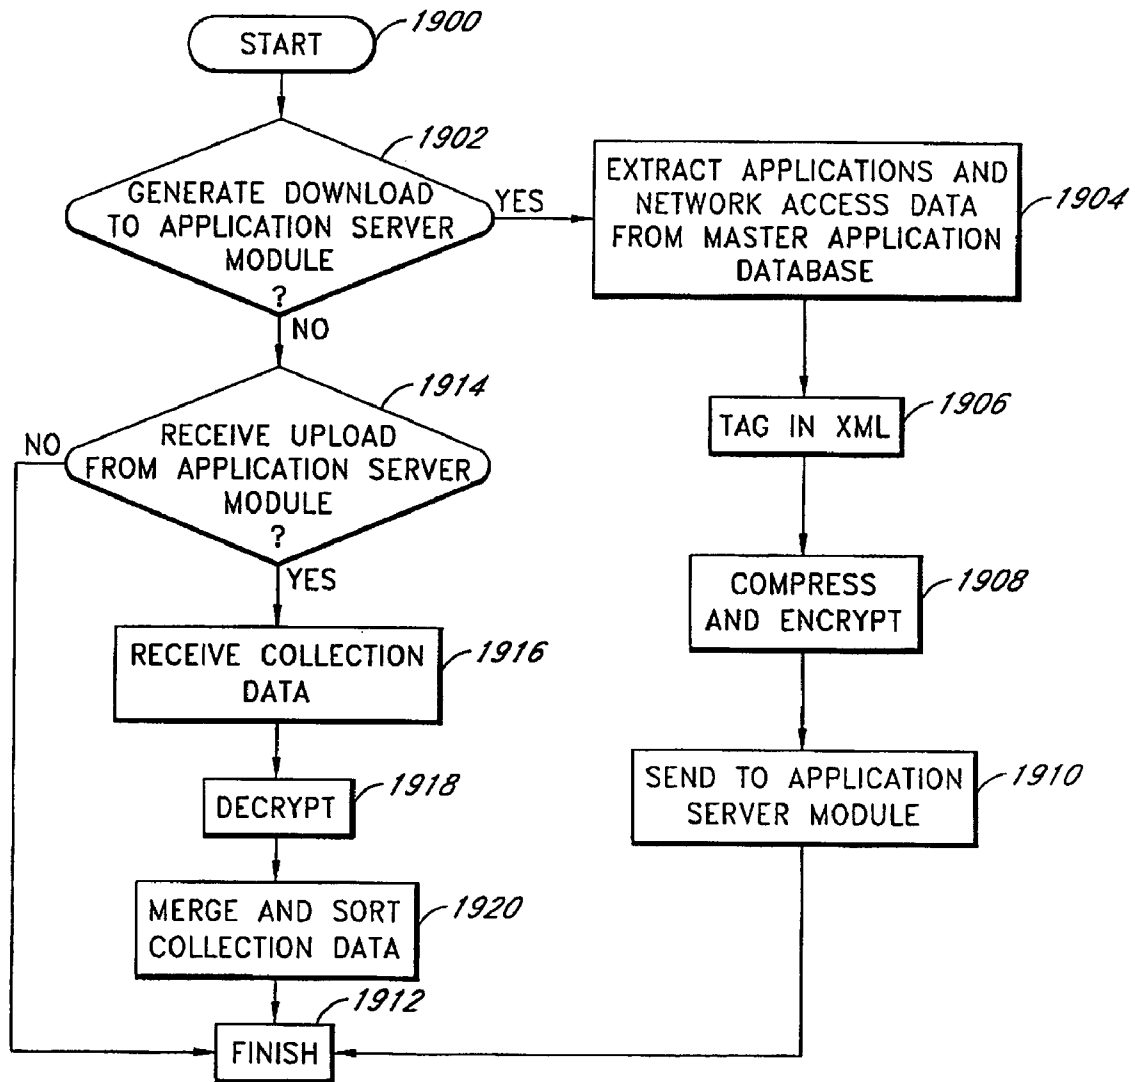 START
1900
1902
GENERATE DOWNLOAD
TO APPLICATION SERVER
MODULE
?
YES
EXTRACT APPLICATIONS AND
NETWORK ACCESS DATA
FROM MASTER APPLICATION
DATABASE
1904
NO
1914
RECEIVE UPLOAD
FROM APPLICATION SERVER
MODULE
?
NO
YES
TAG IN XML
1906
COMPRESS
AND ENCRYPT
1908
RECEIVE COLLECTION
DATA
1916
SEND TO APPLICATION
SERVER MODULE
1910
DECRYPT
1918
MERGE AND SORT
COLLECTION DATA
1920
1912
FINISH